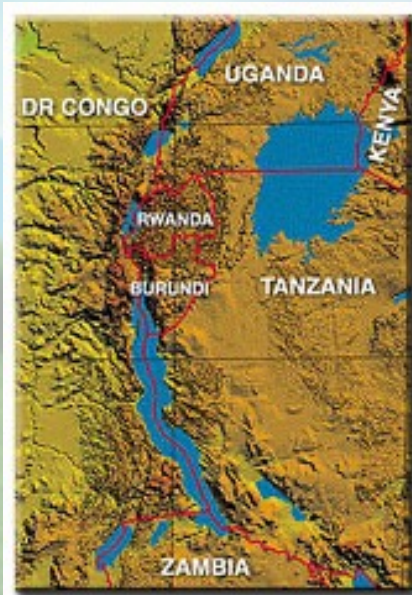 UGANDA
DR CONGO
KENYA
RWANDA
BURUNDI
TANZANIA
ZAMBIA